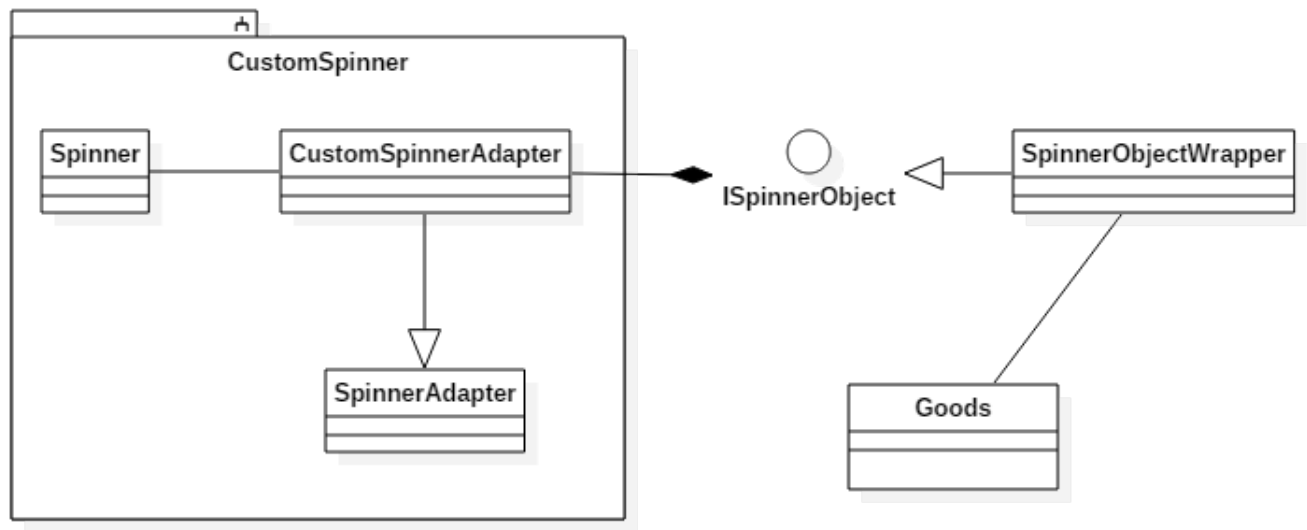 CustomSpinner
Spinner
CustomSpinnerAdapter
ISpinnerObject
SpinnerObjectWrapper
SpinnerAdapter
Goods